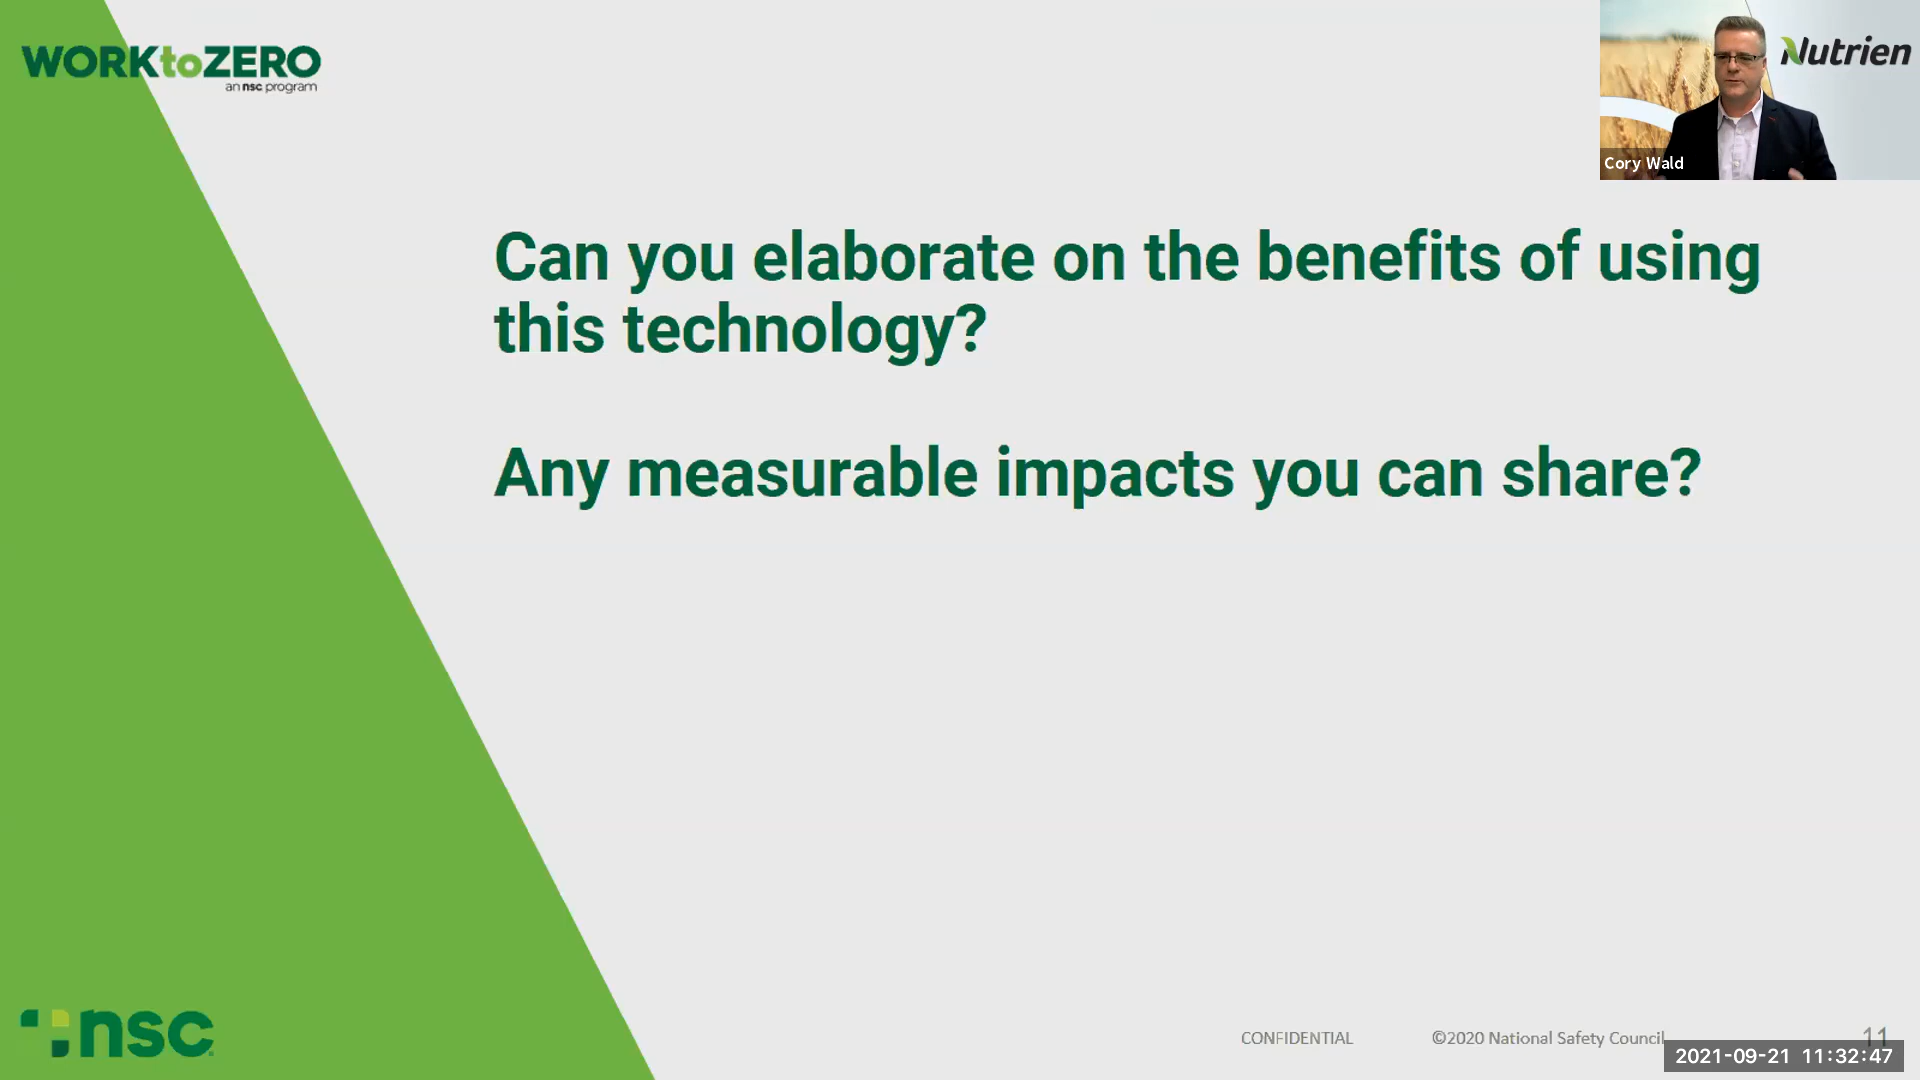 WORKtoZERO
an nsc program
Nutrien
Cory Wald
Can you elaborate on the benefits of using
this technology?
Any measurable impacts you can share?
nsc
CONFIDENTIAL
©2020 National Safety Council
11
2021-09-21 11:32:47